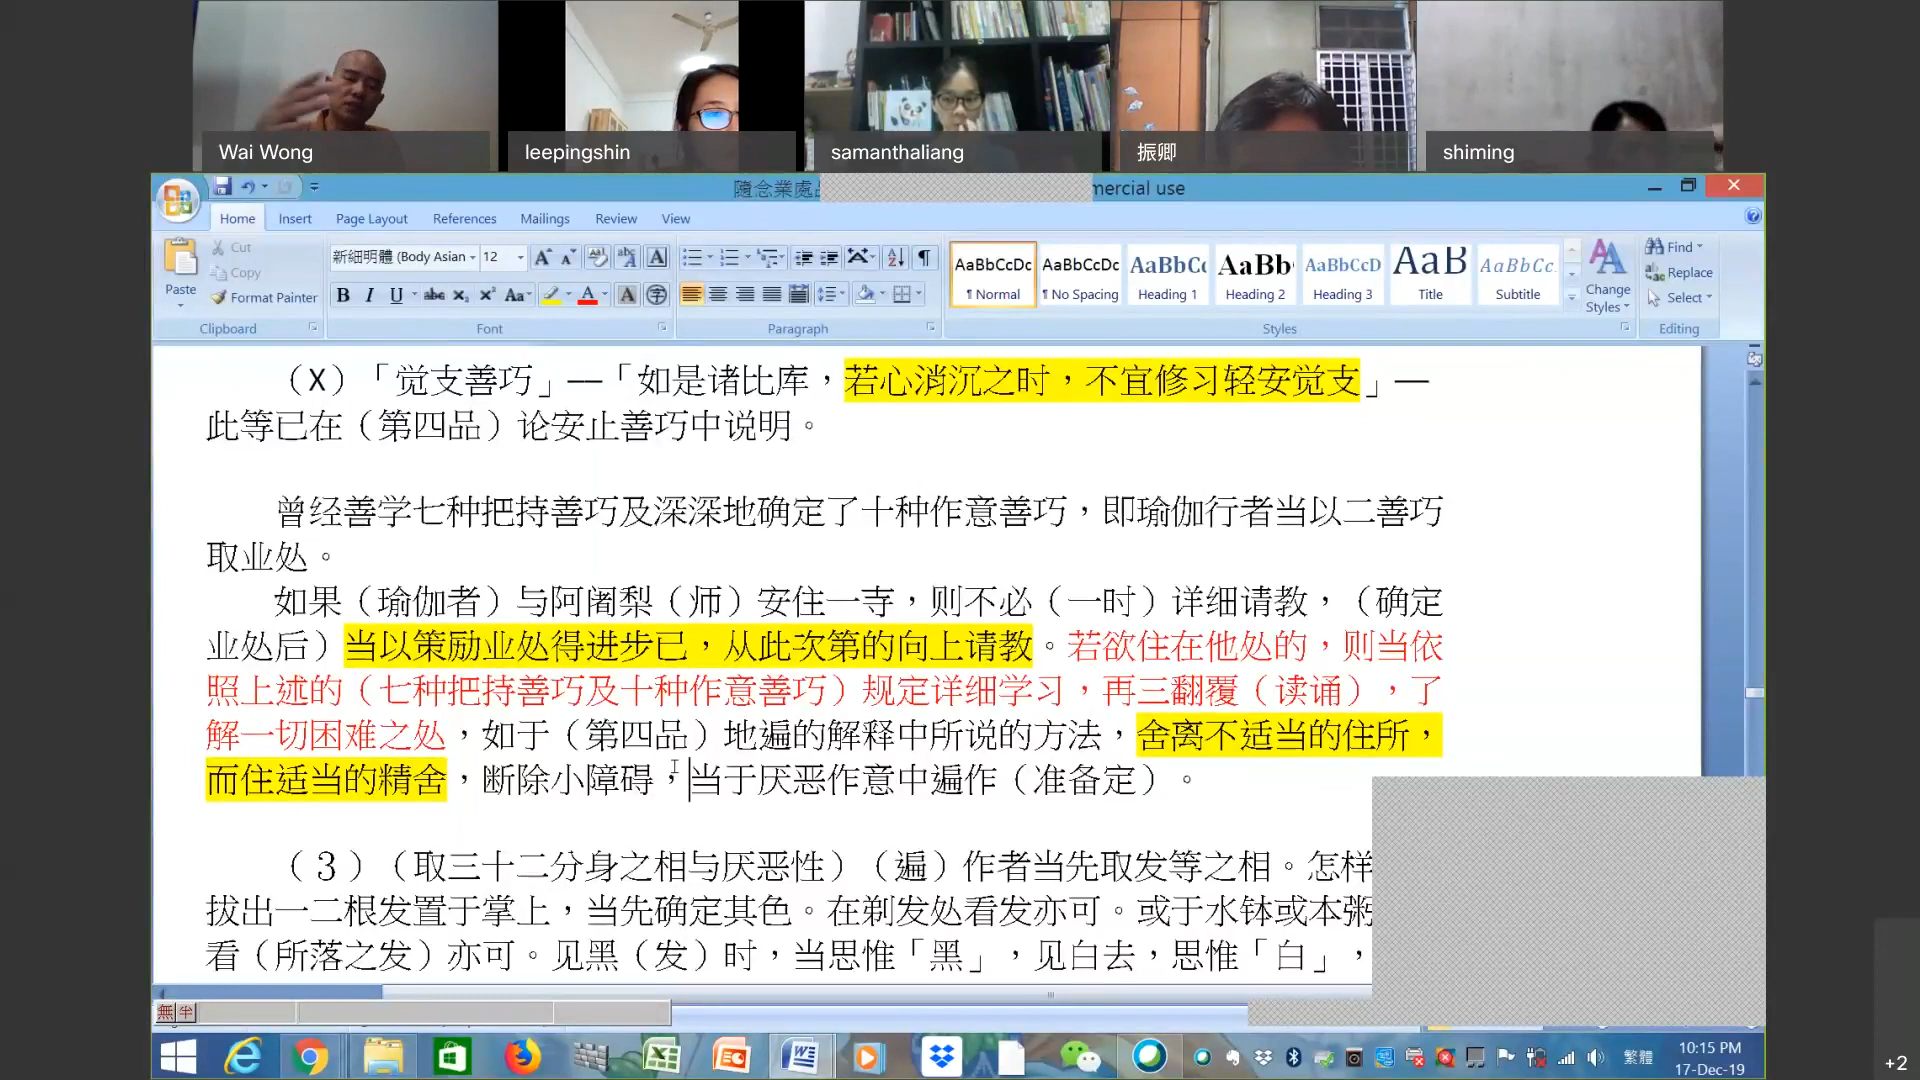 Wai Wong
leepingshin
samanthaliang
振卿
shiming
隨念業處品
mercial use
Home Insert Page Layout References Mailings Review View
Cut
Copy
Format Painter
Paste
Clipboard
新細明體 (Body Asian 12
Font
Paragraph
AaBbCcDc AaBbCcDc AaBbCc AaBb AaBbCcD AaB AaBbCc.
¶ Normal ¶ No Spacing Heading 1 Heading 2 Heading 3 Title Subtitle
Change Styles
Styles
Find
Replace
Select
Editing
（X）「觉支善巧」—「如是诸比库，若心消沉之时，不宜修习轻安觉支」—
此等已在（第四品）论安止善巧中说明。
曾经善学七种把持善巧及深深地确定了十种作意善巧，即瑜伽行者当以二善巧
取业处。
如果（瑜伽者）与阿阇梨（师）安住一寺，则不必（一时）详细请教，（确定
业处后）当以策励业处得进步已，从此次第的向上请教。若欲住在他处的，则当依
照上述的（七种把持善巧及十种作意善巧）规定详细学习，再三翻覆（读诵），了
解一切困难之处，如于（第四品）地遍的解释中所说的方法，舍离不适当的住所，
而住适当的精舍，断除小障碍，当于厌恶作意中遍作（准备定）。
（3）（取三十二分身之相与厌恶性）（遍）作者当先取发等之相。怎样
拔出一二根发置于掌上，当先确定其色。在剃发处看发亦可。或于水钵或本粥
看（所落之发）亦可。见黑（发）时，当思惟「黑」，见白去，思惟「白」，
無 半
繁體
10:15 PM
17-Dec-19
+2